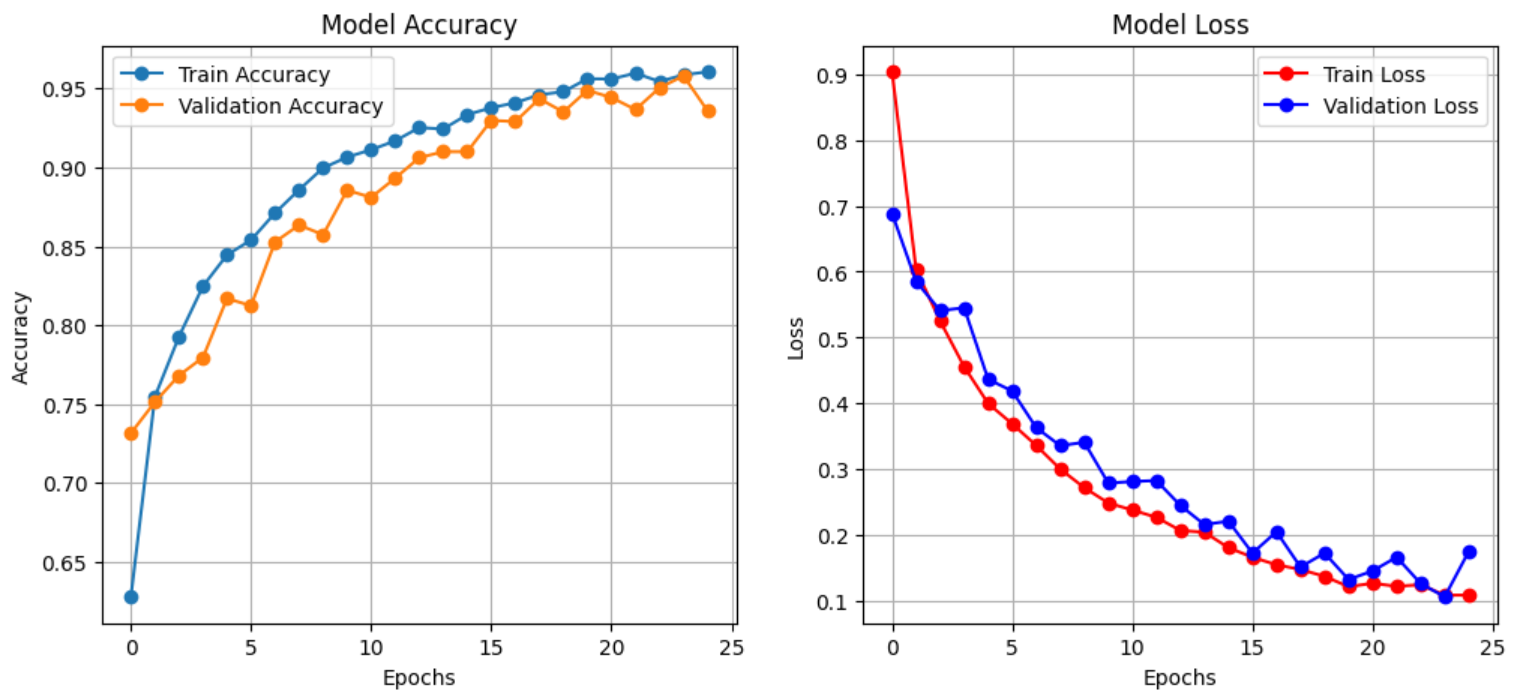 Model Accuracy
Train Accuracy
Validation Accuracy
0.95
0.90
0.85
0.80
0.75
0.70
0.65
Accuracy
0 5 10 15 20 25
Epochs
Model Loss
Train Loss
Validation Loss
0.9
0.8
0.7
0.6
0.5
0.4
0.3
0.2
0.1
Loss
0 5 10 15 20 25
Epochs